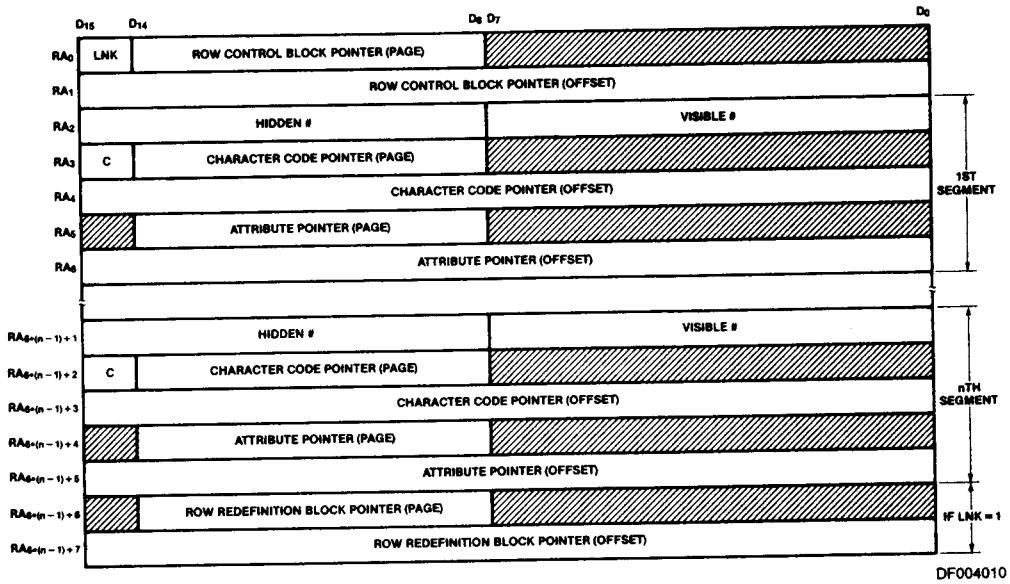 D15 D14 D8 D7 D0
RA0 LNK ROW CONTROL BLOCK POINTER (PAGE)
RA1 ROW CONTROL BLOCK POINTER (OFFSET)
RA2 HIDDEN # VISIBLE #
RA3 C CHARACTER CODE POINTER (PAGE)
1ST
SEGMENT
RA4 CHARACTER CODE POINTER (OFFSET)
RA5 ATTRIBUTE POINTER (PAGE)
RA6 ATTRIBUTE POINTER (OFFSET)
RA6+(n − 1) + 1 HIDDEN # VISIBLE #
RA6+(n − 1) + 2 C CHARACTER CODE POINTER (PAGE)
nTH
SEGMENT
RA6+(n − 1) + 3 CHARACTER CODE POINTER (OFFSET)
RA6+(n − 1) + 4 ATTRIBUTE POINTER (PAGE)
RA6+(n − 1) + 5 ATTRIBUTE POINTER (OFFSET)
RA6+(n − 1) + 6 ROW REDEFINITION BLOCK POINTER (PAGE)
IF LNK = 1
RA6+(n − 1) + 7 ROW REDEFINITION BLOCK POINTER (OFFSET)
DF004010